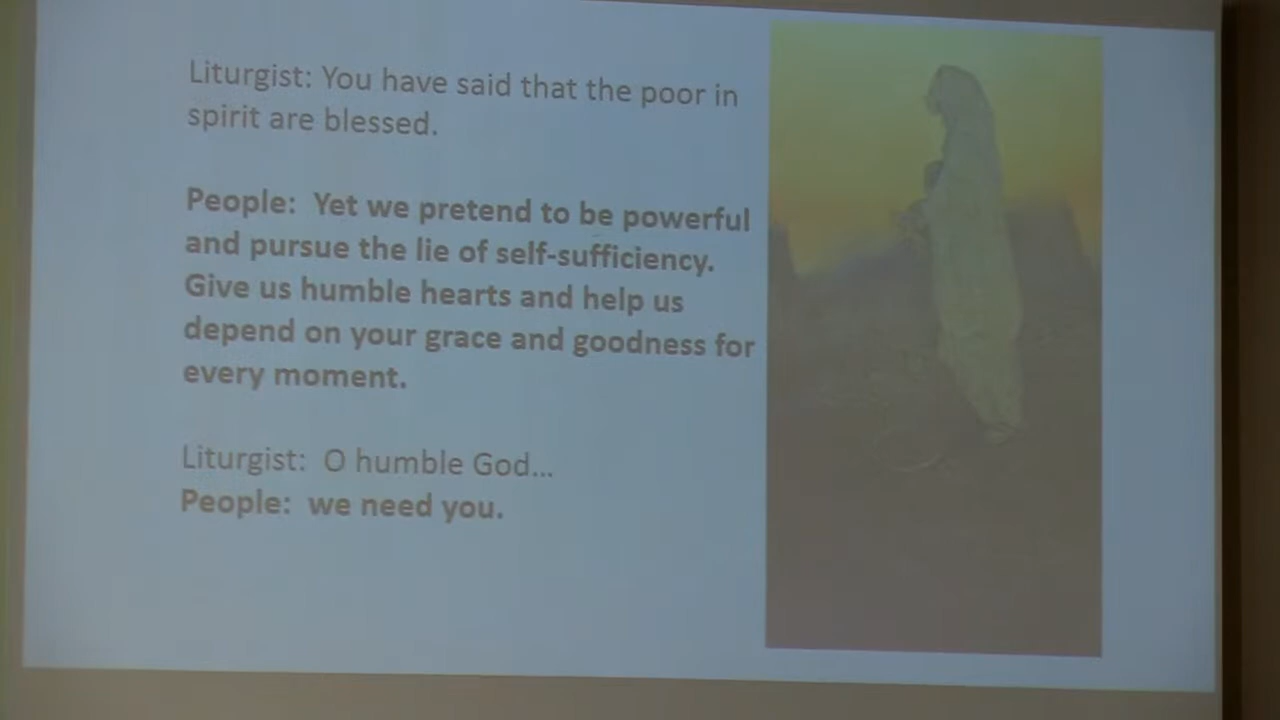 Liturgist: You have said that the poor in
spirit are blessed.
People: Yet we pretend to be powerful
and pursue the lie of self-sufficiency.
Give us humble hearts and help us
depend on your grace and goodness for
every moment.
Liturgist: O humble God...
People: we need you.